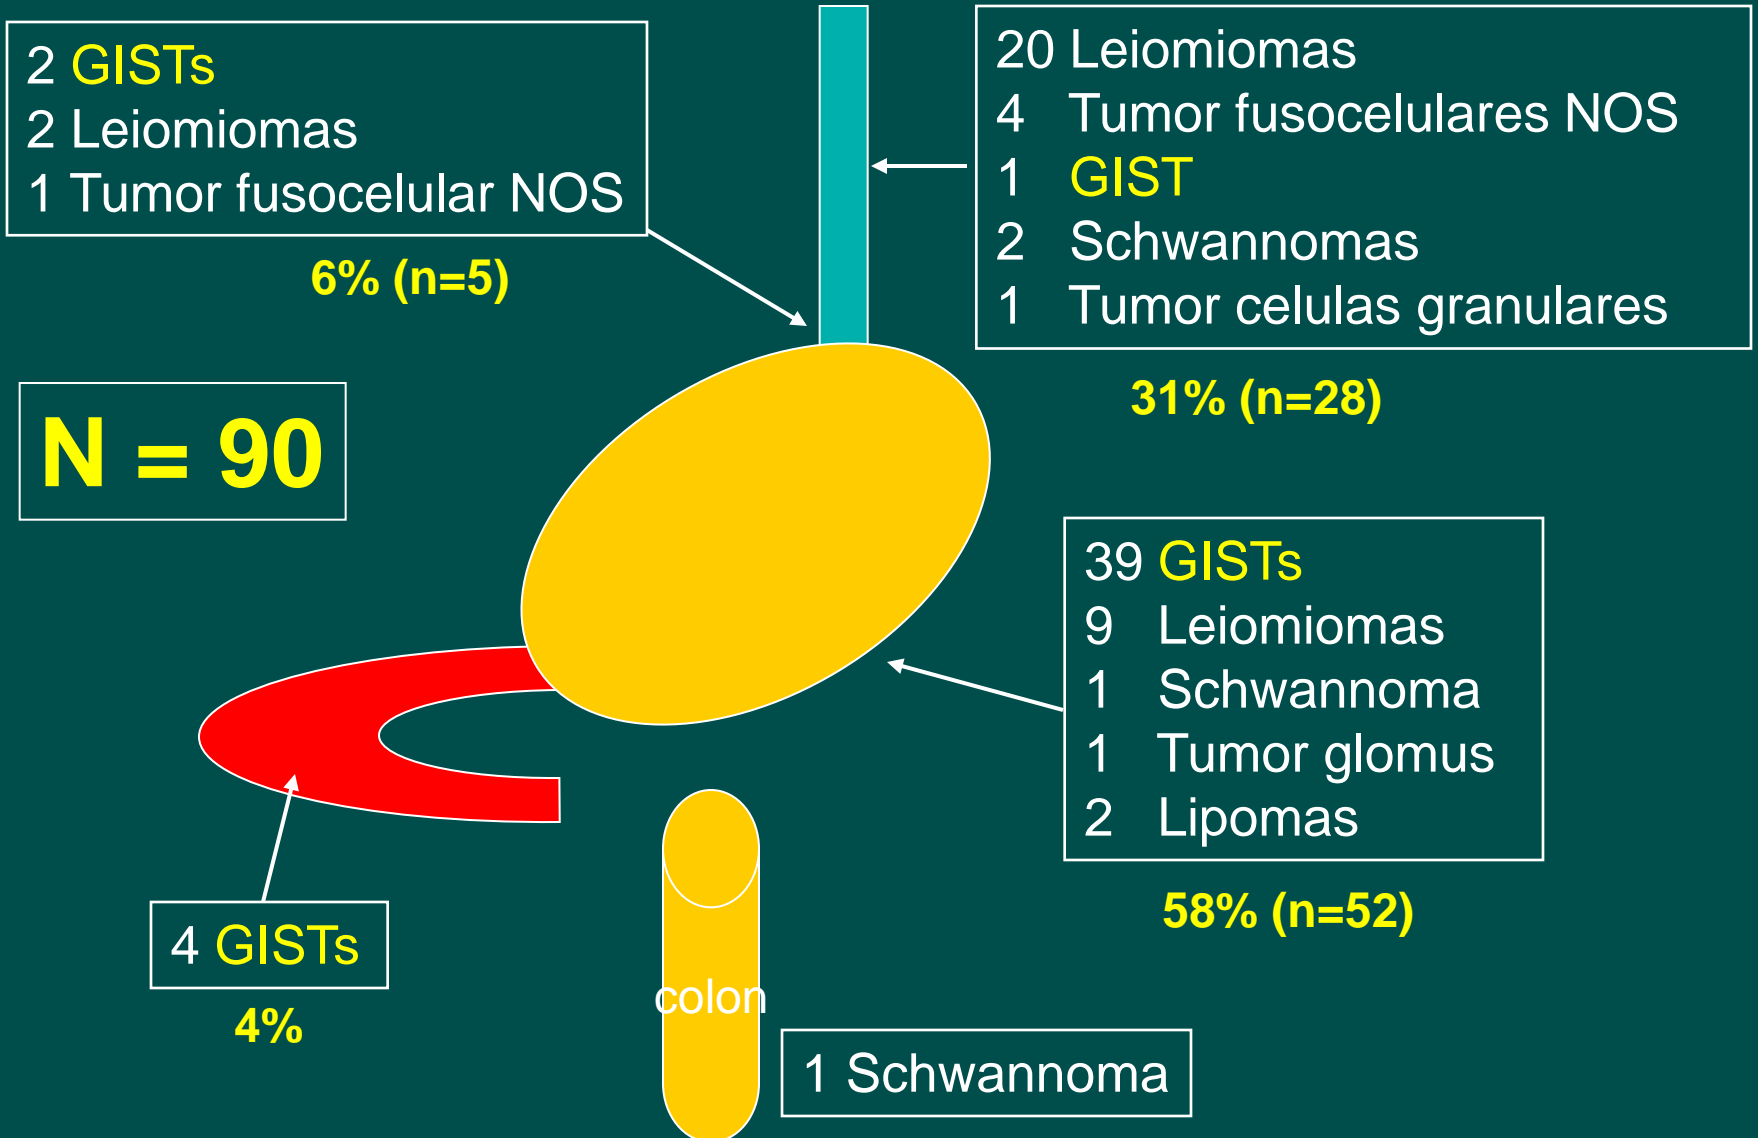 2 GISTs
2 Leiomiomas
1 Tumor fusocelular NOS
6% (n=5)
20 Leiomiomas
4 Tumor fusocelulares NOS
1 GIST
2 Schwannomas
1 Tumor celulas granulares
31% (n=28)
N = 90
39 GISTs
9 Leiomiomas
1 Schwannoma
1 Tumor glomus
2 Lipomas
58% (n=52)
4 GISTs
4%
colon
1 Schwannoma